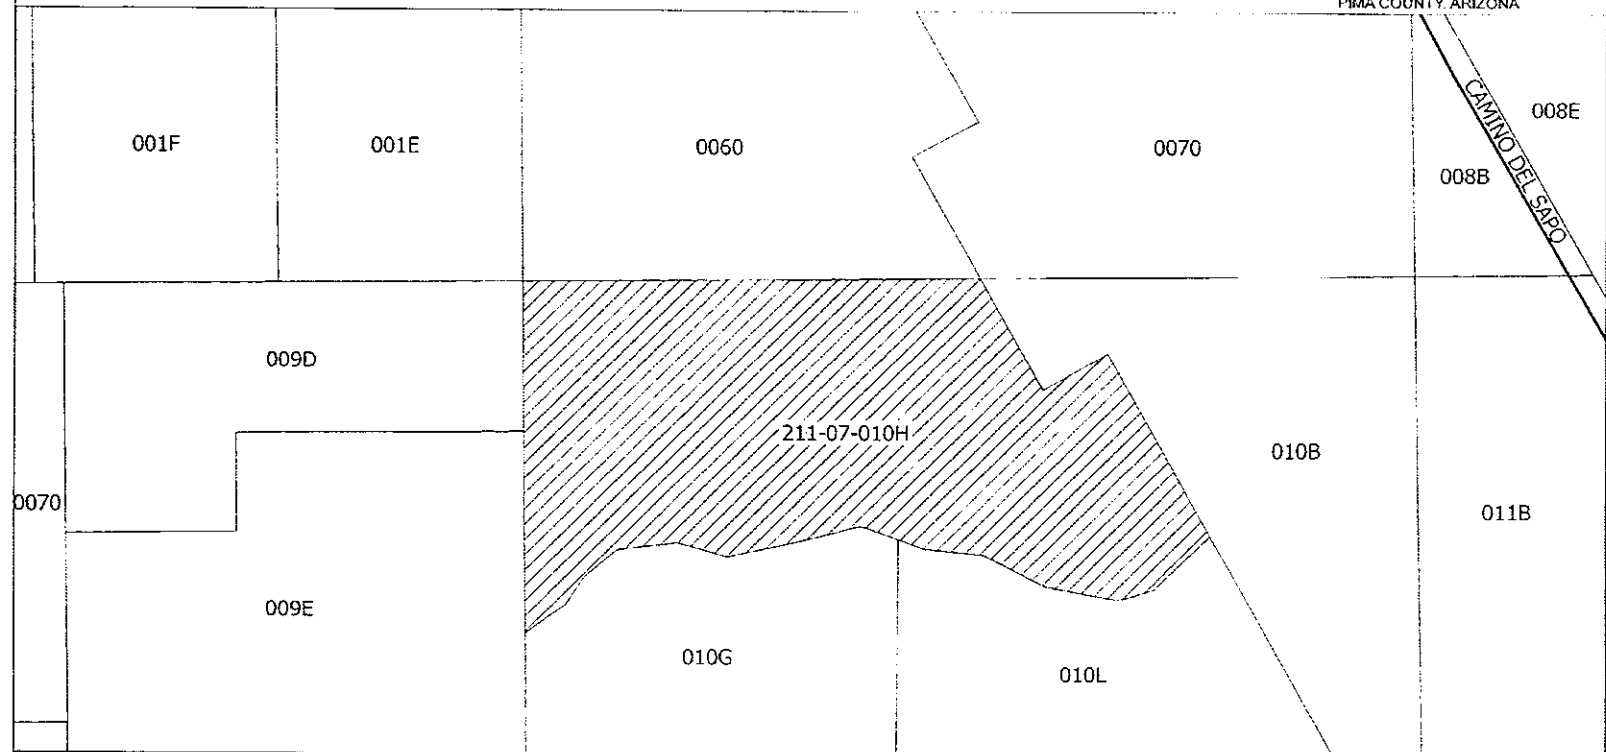 PIMA COUNTY, ARIZONA
001F
001E
0060
0070
CAMINO DEL SAPO
008E
008B
009D
211-07-010H
010B
0070
011B
009E
010G
010L